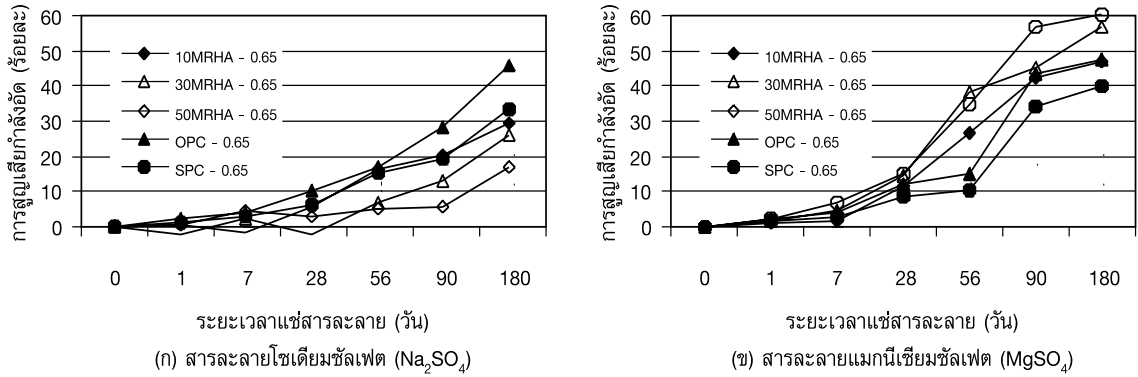 การสูญเสียกำลังอัด (ร้อยละ)
60
50
40
30
20
10
0
10MRHA - 0.65
30MRHA - 0.65
50MRHA - 0.65
OPC - 0.65
SPC - 0.65
0 1 7 28 56 90 180
ระยะเวลาแช่สารละลาย (วัน)
(ก) สารละลายโซเดียมซัลเฟต (Na₂SO₄)
การสูญเสียกำลังอัด (ร้อยละ)
60
50
40
30
20
10
0
10MRHA - 0.65
30MRHA - 0.65
50MRHA - 0.65
OPC - 0.65
SPC - 0.65
0 1 7 28 56 90 180
ระยะเวลาแช่สารละลาย (วัน)
(ข) สารละลายแมกนีเซียมซัลเฟต (MgSO₄)